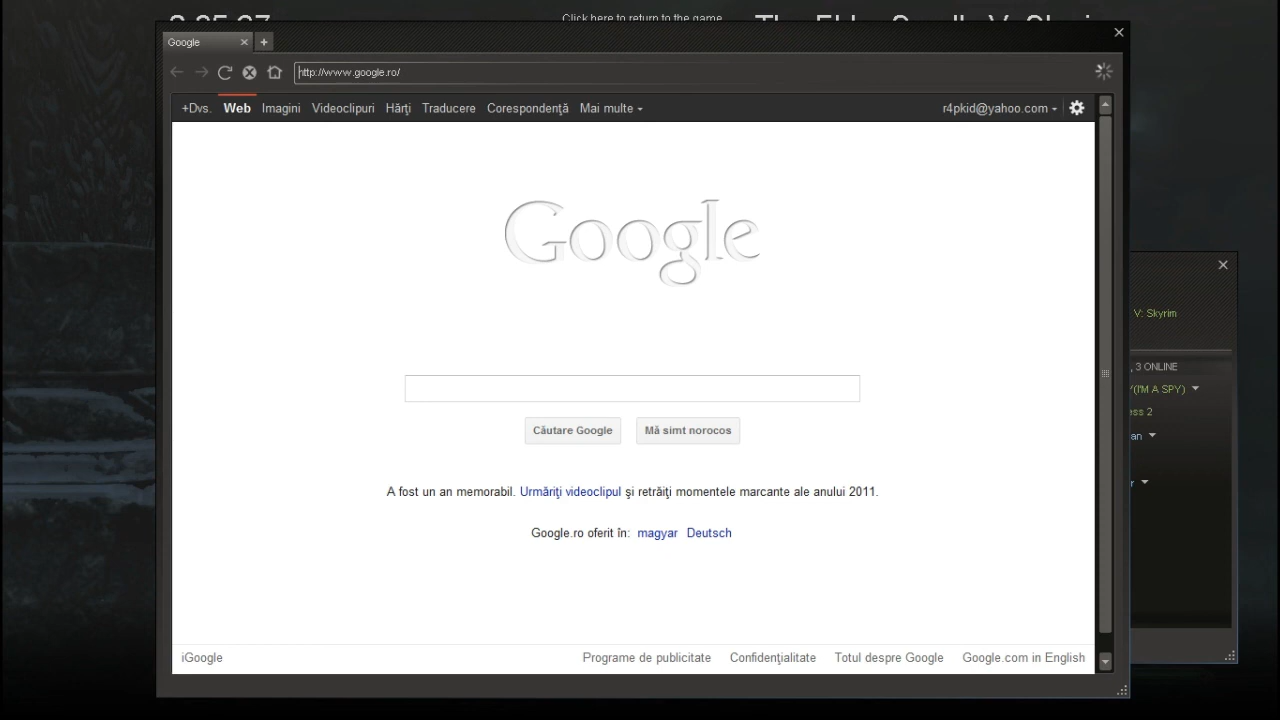 Click here to return to the game
Google
http://www.google.ro/
+Dvs. Web Imagini Videoclipuri Hărţi Traducere Corespondenţă Mai multe r4pkid@yahoo.com
Google
Căutare Google Mă simt norocos
A fost un an memorabil. Urmăriţi videoclipul şi retrăiţi momentele marcante ale anului 2011.
Google.ro oferit în: magyar Deutsch
iGoogle Programe de publicitate Confidenţialitate Totul despre Google Google.com in English
V: Skyrim
, 3 ONLINE
(I'M A SPY)